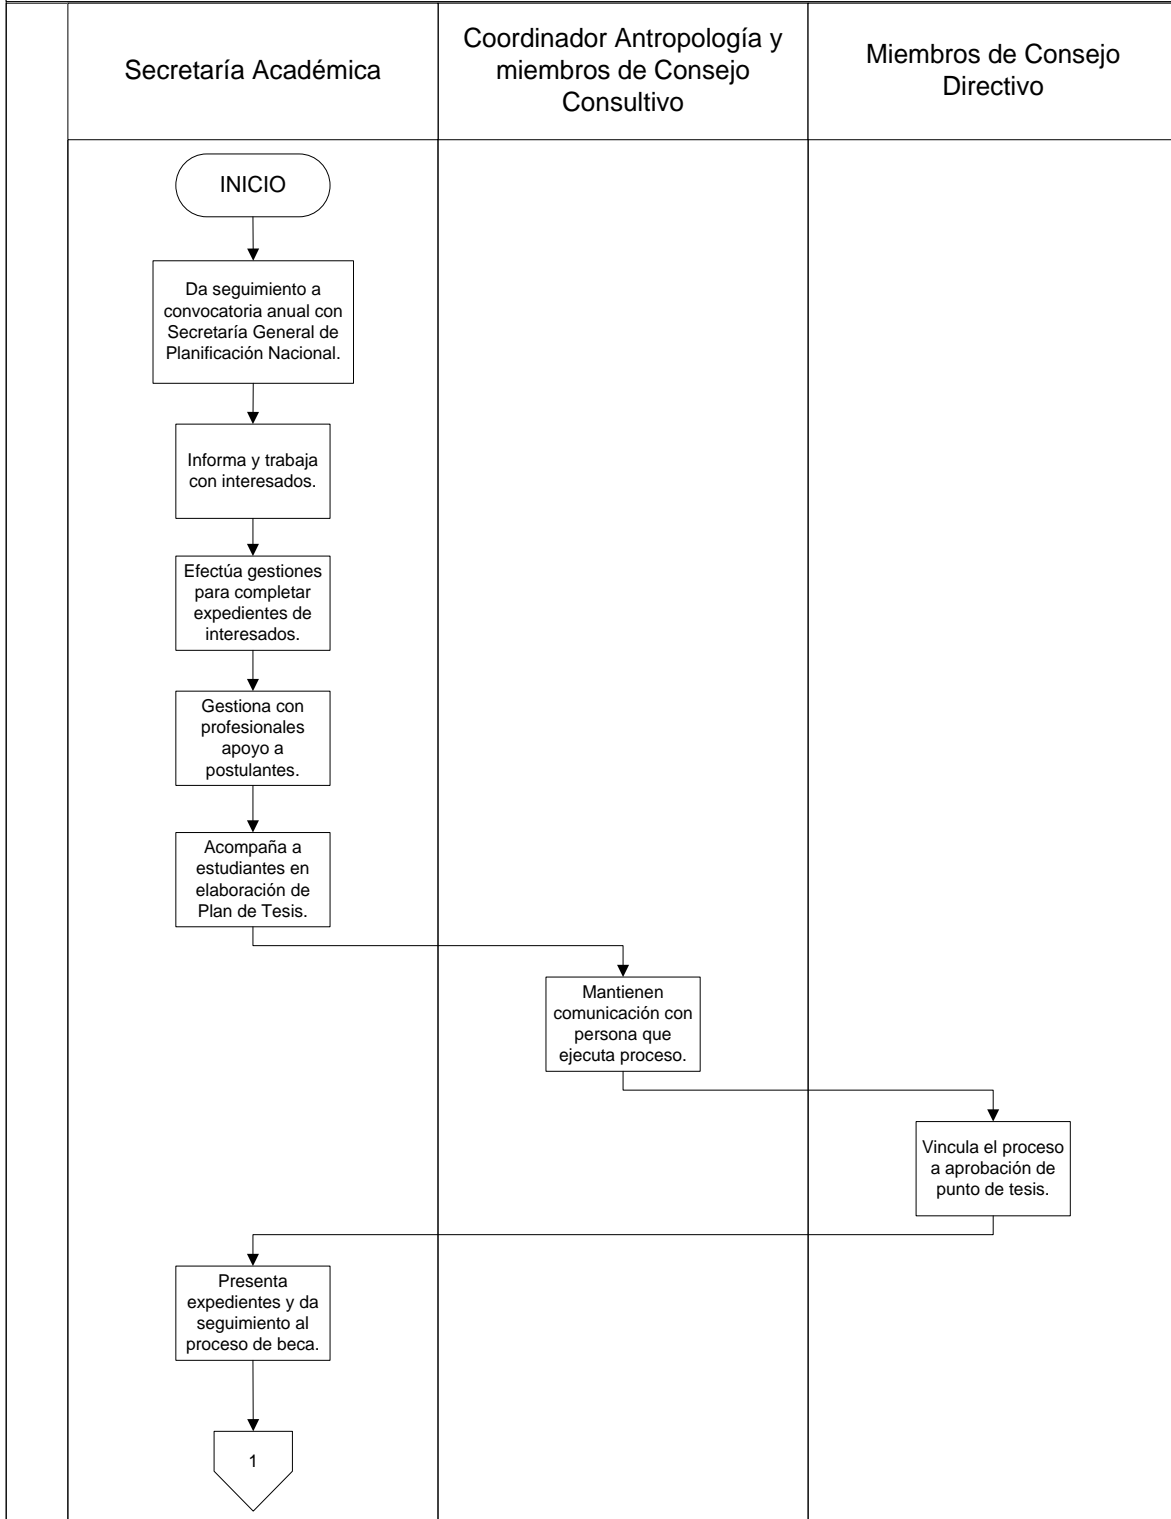 Secretaría Académica
Coordinador Antropología y
miembros de Consejo
Consultivo
Miembros de Consejo
Directivo
INICIO
Da seguimiento a
convocatoria anual con
Secretaría General de
Planificación Nacional.
Informa y trabaja
con interesados.
Efectúa gestiones
para completar
expedientes de
interesados.
Gestiona con
profesionales
apoyo a
postulantes.
Acompaña a
estudiantes en
elaboración de
Plan de Tesis.
Mantienen
comunicación con
persona que
ejecuta proceso.
Vincula el proceso
a aprobación de
punto de tesis.
Presenta
expedientes y da
seguimiento al
proceso de beca.
1